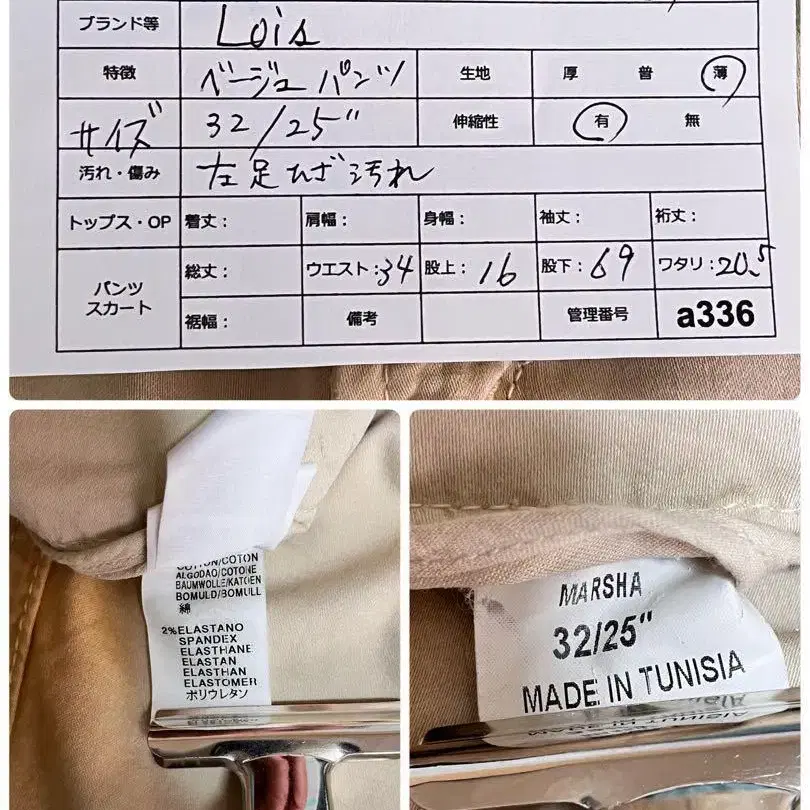 ブランド等 Lois
特徴 ベージュパンツ 生地 厚 普 薄
サイズ 32/25" 伸縮性 有 無
汚れ・傷み 左足ひざ汚れ
トップス・OP 着丈: 肩幅: 身幅: 袖丈: 裄丈:
パンツ スカート 総丈: ウエスト:34 股上:16 股下:69 ワタリ:20.5
裾幅: 備考 管理番号 a336
COTTON/COTON
ALGODAO/COTONE
BAUMWOLLE/KATOEN
BOMULD/BOMULL
綿
2%ELASTANO
SPANDEX
ELASTHANE
ELASTAN
ELASTHAN
ELASTOMER
ポリウレタン
MARSHA
32/25"
MADE IN TUNISIA